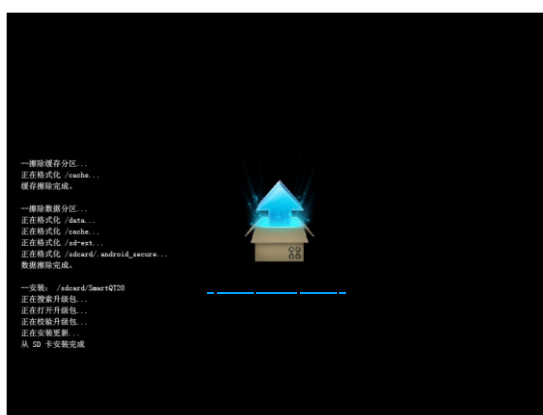 —擦除缓存分区...
正在格式化 /cache...
缓存擦除完成。
—擦除数据分区...
正在格式化 /data...
正在格式化 /cache...
正在格式化 /sd-ext...
正在格式化 /sdcard/.android_secure...
数据擦除完成。
—安装: /sdcard/SmartQT20
正在搜索升级包...
正在打开升级包...
正在校验升级包...
正在安装更新...
从 SD 卡安装完成